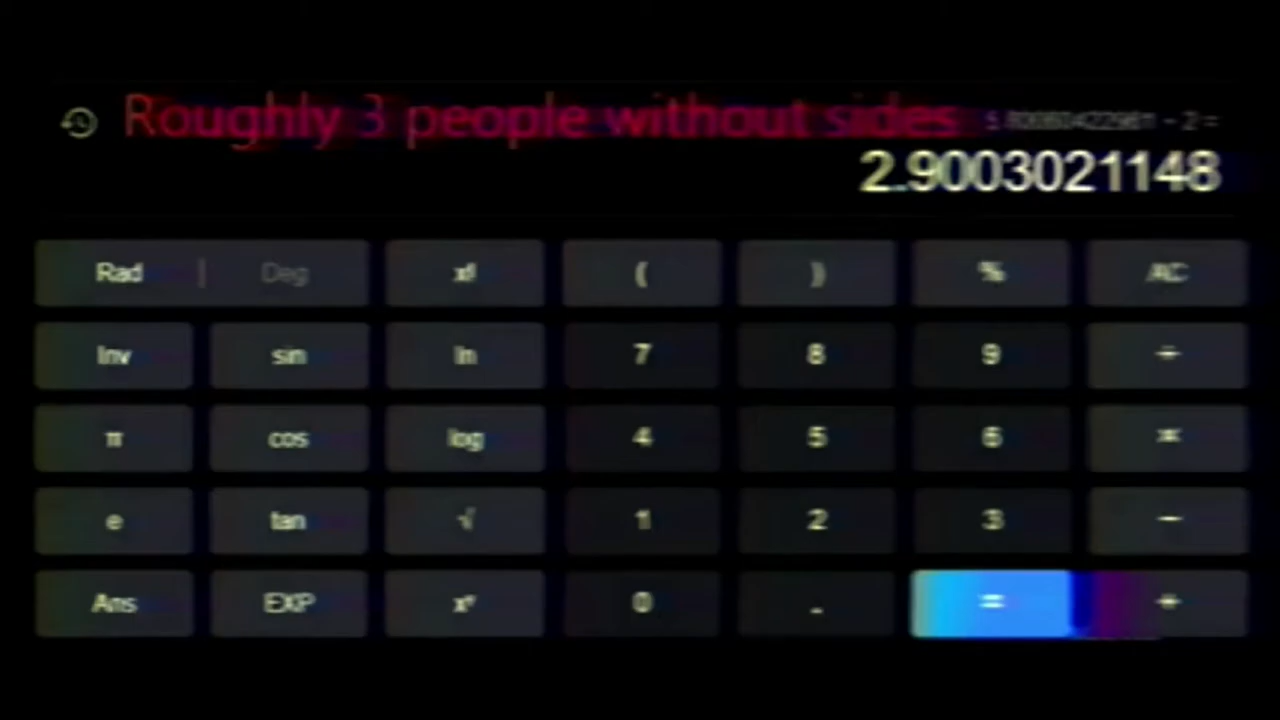 Roughly 3 people without sides
2.9003021148
Rad | Deg x! ( ) % AC
Inv sin ln 7 8 9 ÷
π cos log 4 5 6 ×
e tan √ 1 2 3 −
Ans EXP xʸ 0 . = +